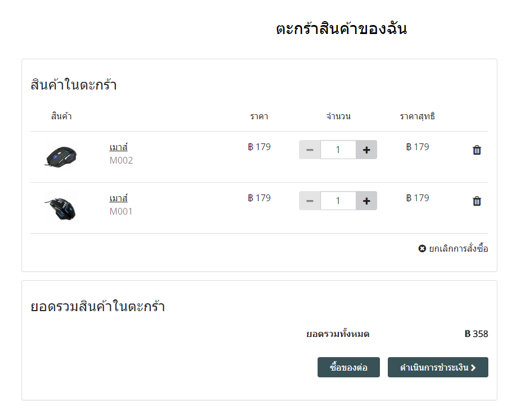 ตะกร้าสินค้าของฉัน
สินค้าในตะกร้า
สินค้า ราคา จำนวน ราคาสุทธิ
เมาส์ ฿ 179 − 1 + ฿ 179
M002
เมาส์ ฿ 179 − 1 + ฿ 179
M001
ยกเลิกการสั่งซื้อ
ยอดรวมสินค้าในตะกร้า
ยอดรวมทั้งหมด ฿ 358
ซื้อของต่อ ดำเนินการชำระเงิน